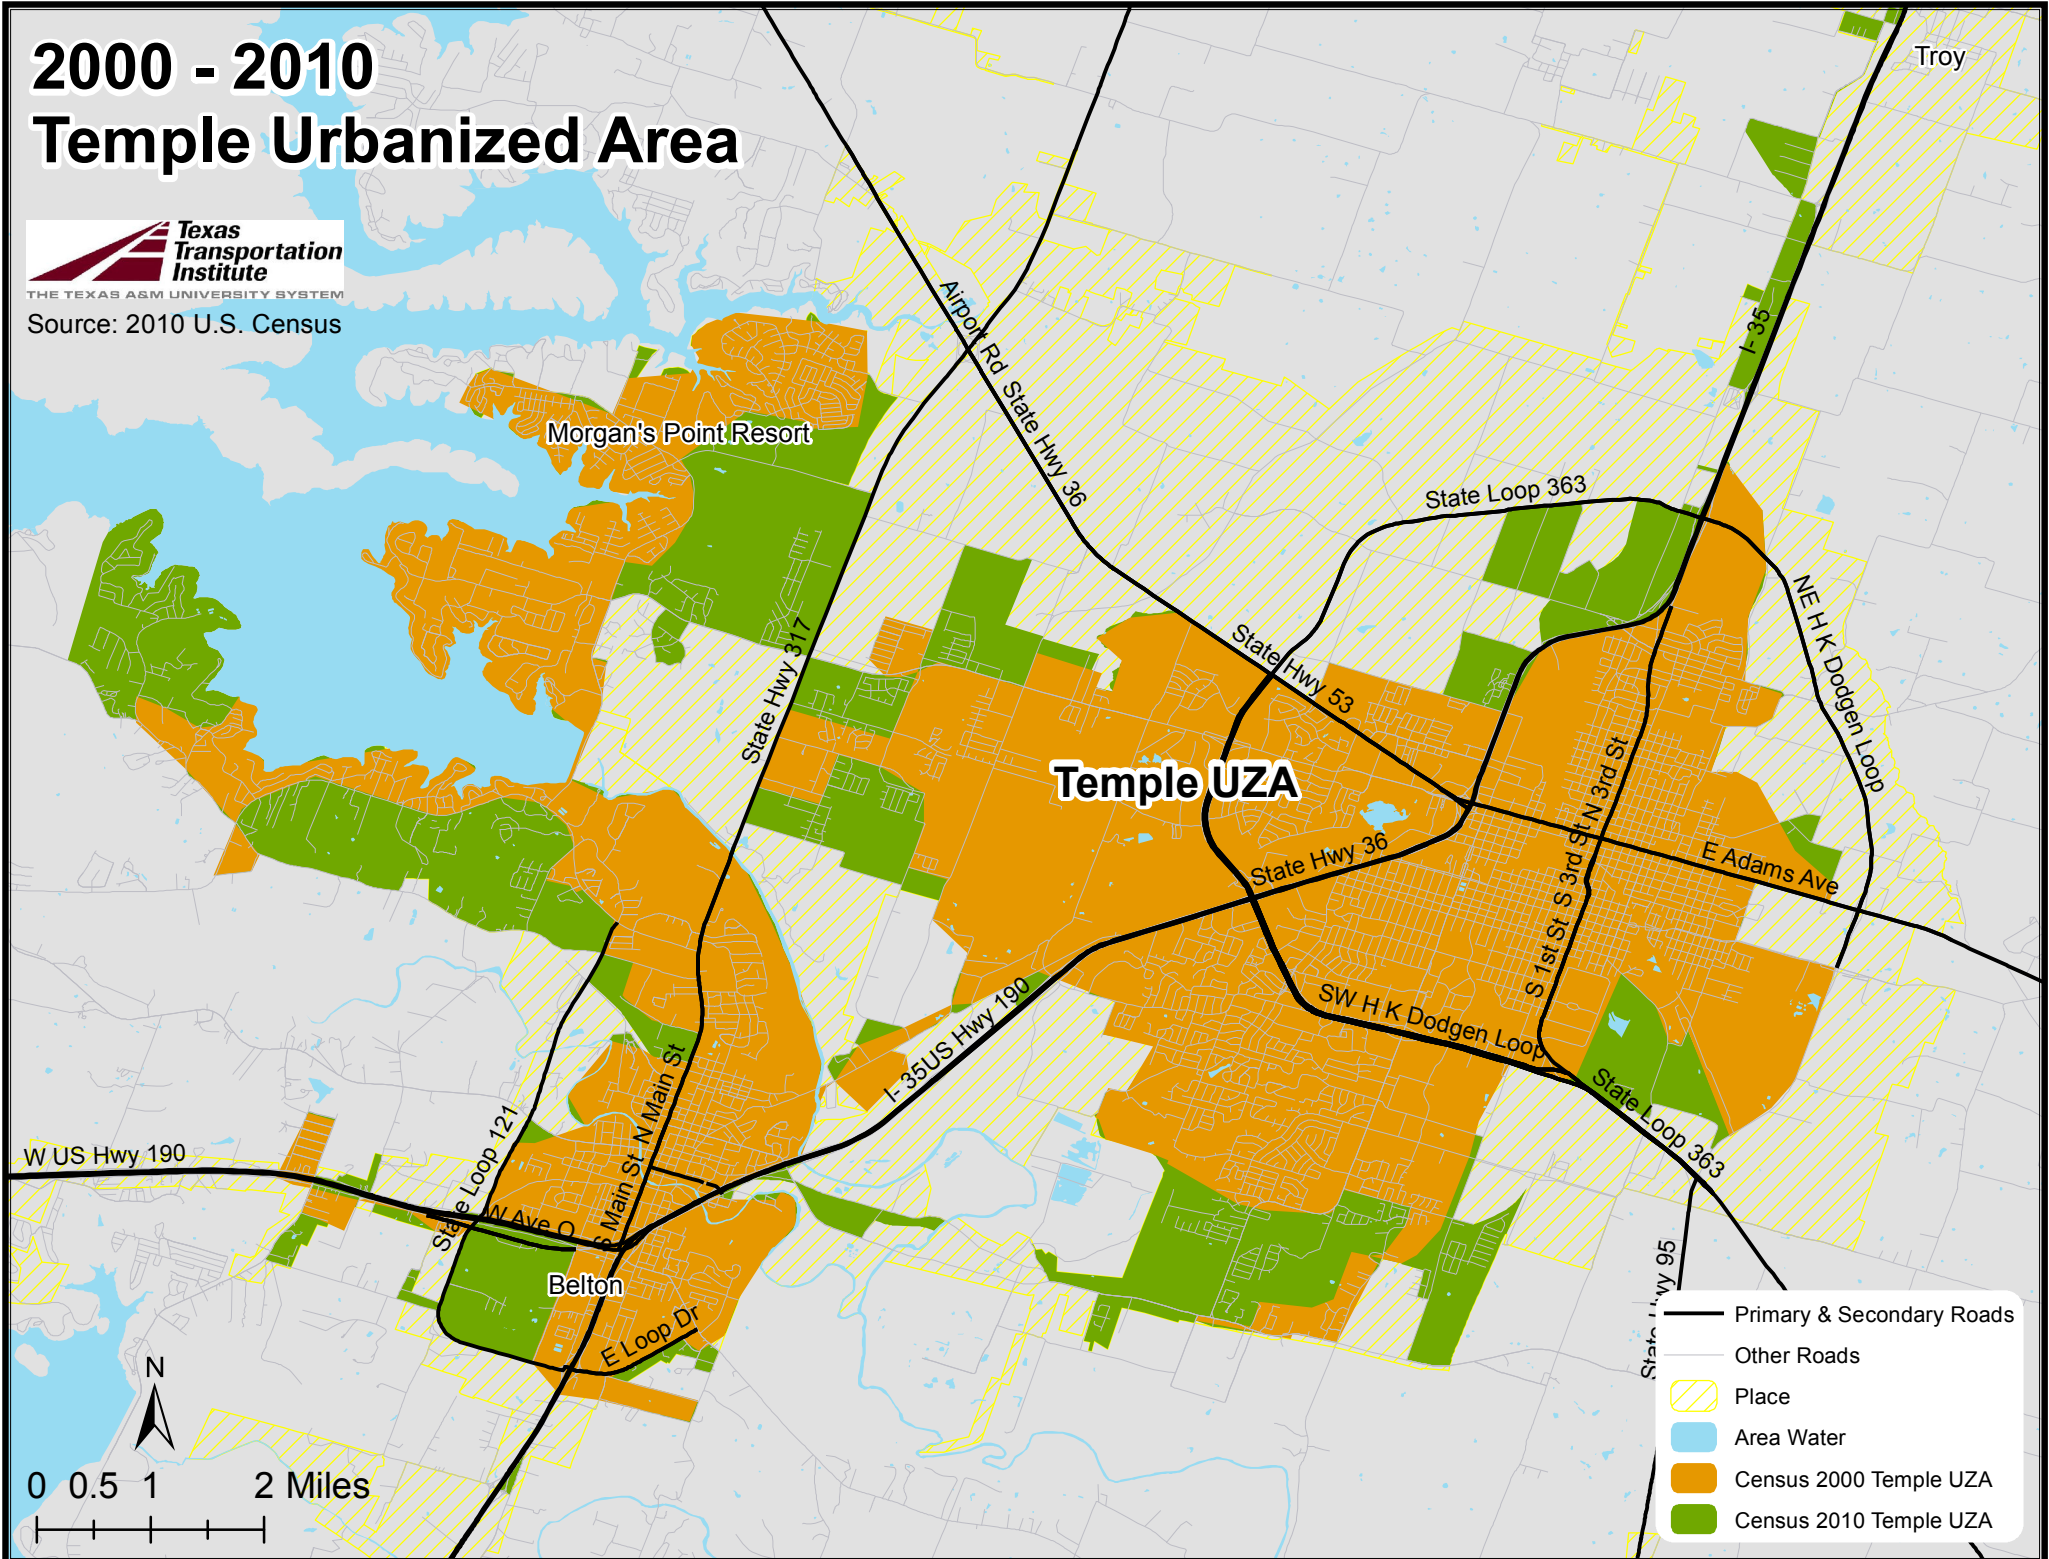 2000 - 2010
Temple Urbanized Area
Texas
Transportation
Institute
THE TEXAS A&M UNIVERSITY SYSTEM
Source: 2010 U.S. Census
Troy
Airport Rd
State Hwy 36
I- 35
Morgan's Point Resort
State Loop 363
NE H K Dodgen Loop
State Hwy 317
State Hwy 53
Temple UZA
N 3rd St
State Hwy 36
S 3rd St
E Adams Ave
S 1st St
SW H K Dodgen Loop
I- 35US Hwy 190
State Loop 363
N Main St
State Loop 121
W US Hwy 190
W Ave O
S Main St
Belton
E Loop Dr
State Hwy 95
N
0 0.5 1 2 Miles
Primary & Secondary Roads
Other Roads
Place
Area Water
Census 2000 Temple UZA
Census 2010 Temple UZA